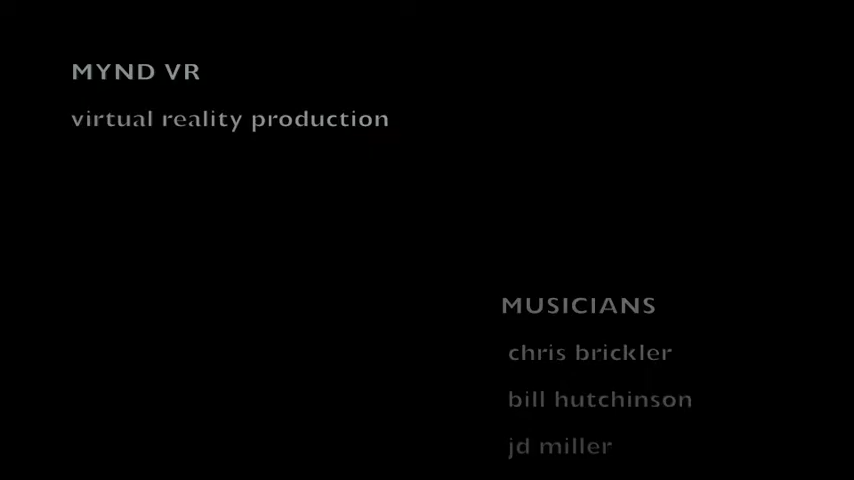 MYND VR
virtual reality production
MUSICIANS
chris brickler
bill hutchinson
jd miller